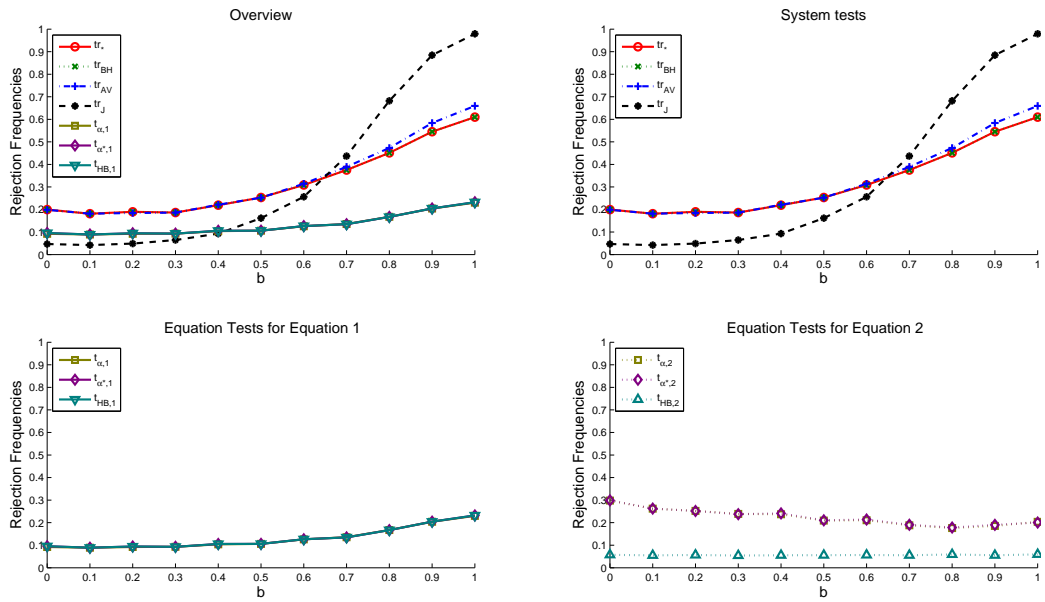 Overview
Rejection Frequencies
1
0.9
0.8
0.7
0.6
0.5
0.4
0.3
0.2
0.1
0
tr*
trBH
trAV
trJ
tα,1
tα*,1
tHB,1
0 0.1 0.2 0.3 0.4 0.5 0.6 0.7 0.8 0.9 1
b
System tests
Rejection Frequencies
1
0.9
0.8
0.7
0.6
0.5
0.4
0.3
0.2
0.1
0
tr*
trBH
trAV
trJ
0 0.1 0.2 0.3 0.4 0.5 0.6 0.7 0.8 0.9 1
b
Equation Tests for Equation 1
Rejection Frequencies
1
0.9
0.8
0.7
0.6
0.5
0.4
0.3
0.2
0.1
0
tα,1
tα*,1
tHB,1
0 0.1 0.2 0.3 0.4 0.5 0.6 0.7 0.8 0.9 1
b
Equation Tests for Equation 2
Rejection Frequencies
1
0.9
0.8
0.7
0.6
0.5
0.4
0.3
0.2
0.1
0
tα,2
tα*,2
tHB,2
0 0.1 0.2 0.3 0.4 0.5 0.6 0.7 0.8 0.9 1
b